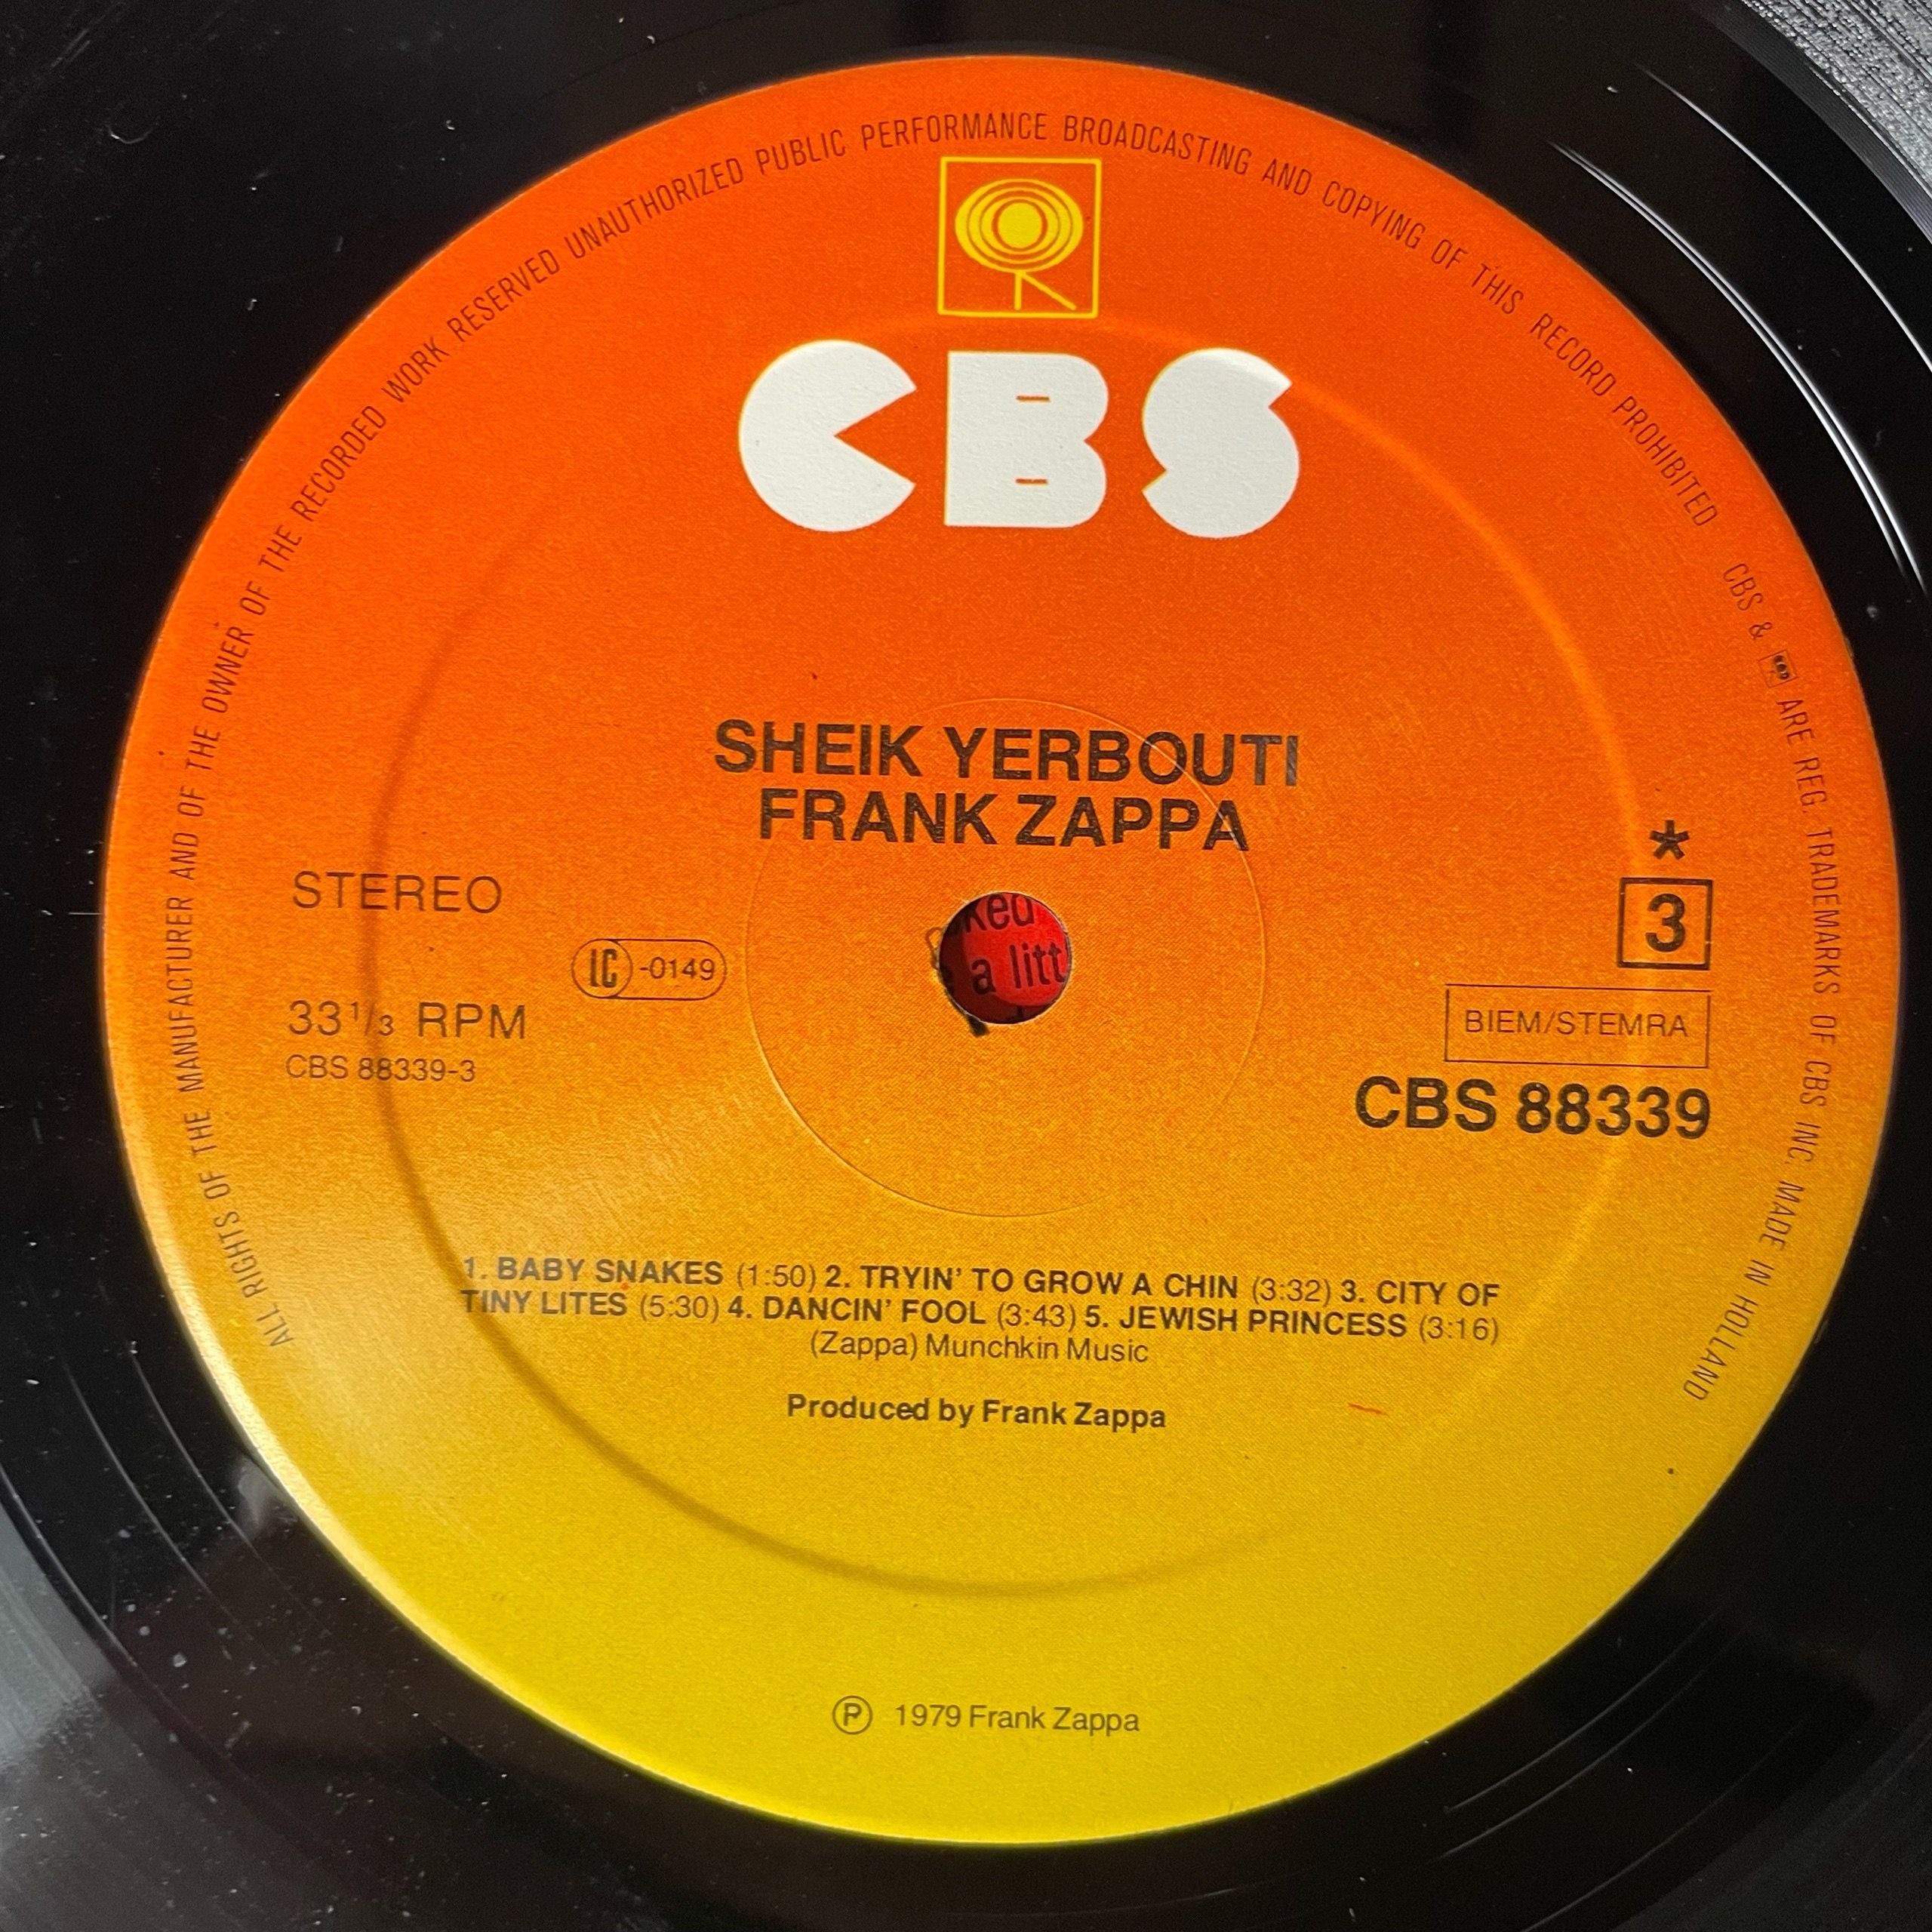 ALL RIGHTS OF THE MANUFACTURER AND OF THE OWNER OF THE RECORDED WORK RESERVED UNAUTHORIZED PUBLIC PERFORMANCE BROADCASTING AND COPYING OF THIS RECORD PROHIBITED CBS & ARE REG. TRADEMARKS OF CBS INC. MADE IN HOLLAND
CBS
SHEIK YERBOUTI
FRANK ZAPPA
STEREO
LC-0149
33 1/3 RPM
CBS 88339-3
*
3
BIEM/STEMRA
CBS 88339
a
1. BABY SNAKES (1:50) 2. TRYIN' TO GROW A CHIN (3:32) 3. CITY OF
TINY LITES (5:30) 4. DANCIN' FOOL (3:43) 5. JEWISH PRINCESS (3:16)
(Zappa) Munchkin Music
Produced by Frank Zappa
Ⓟ 1979 Frank Zappa